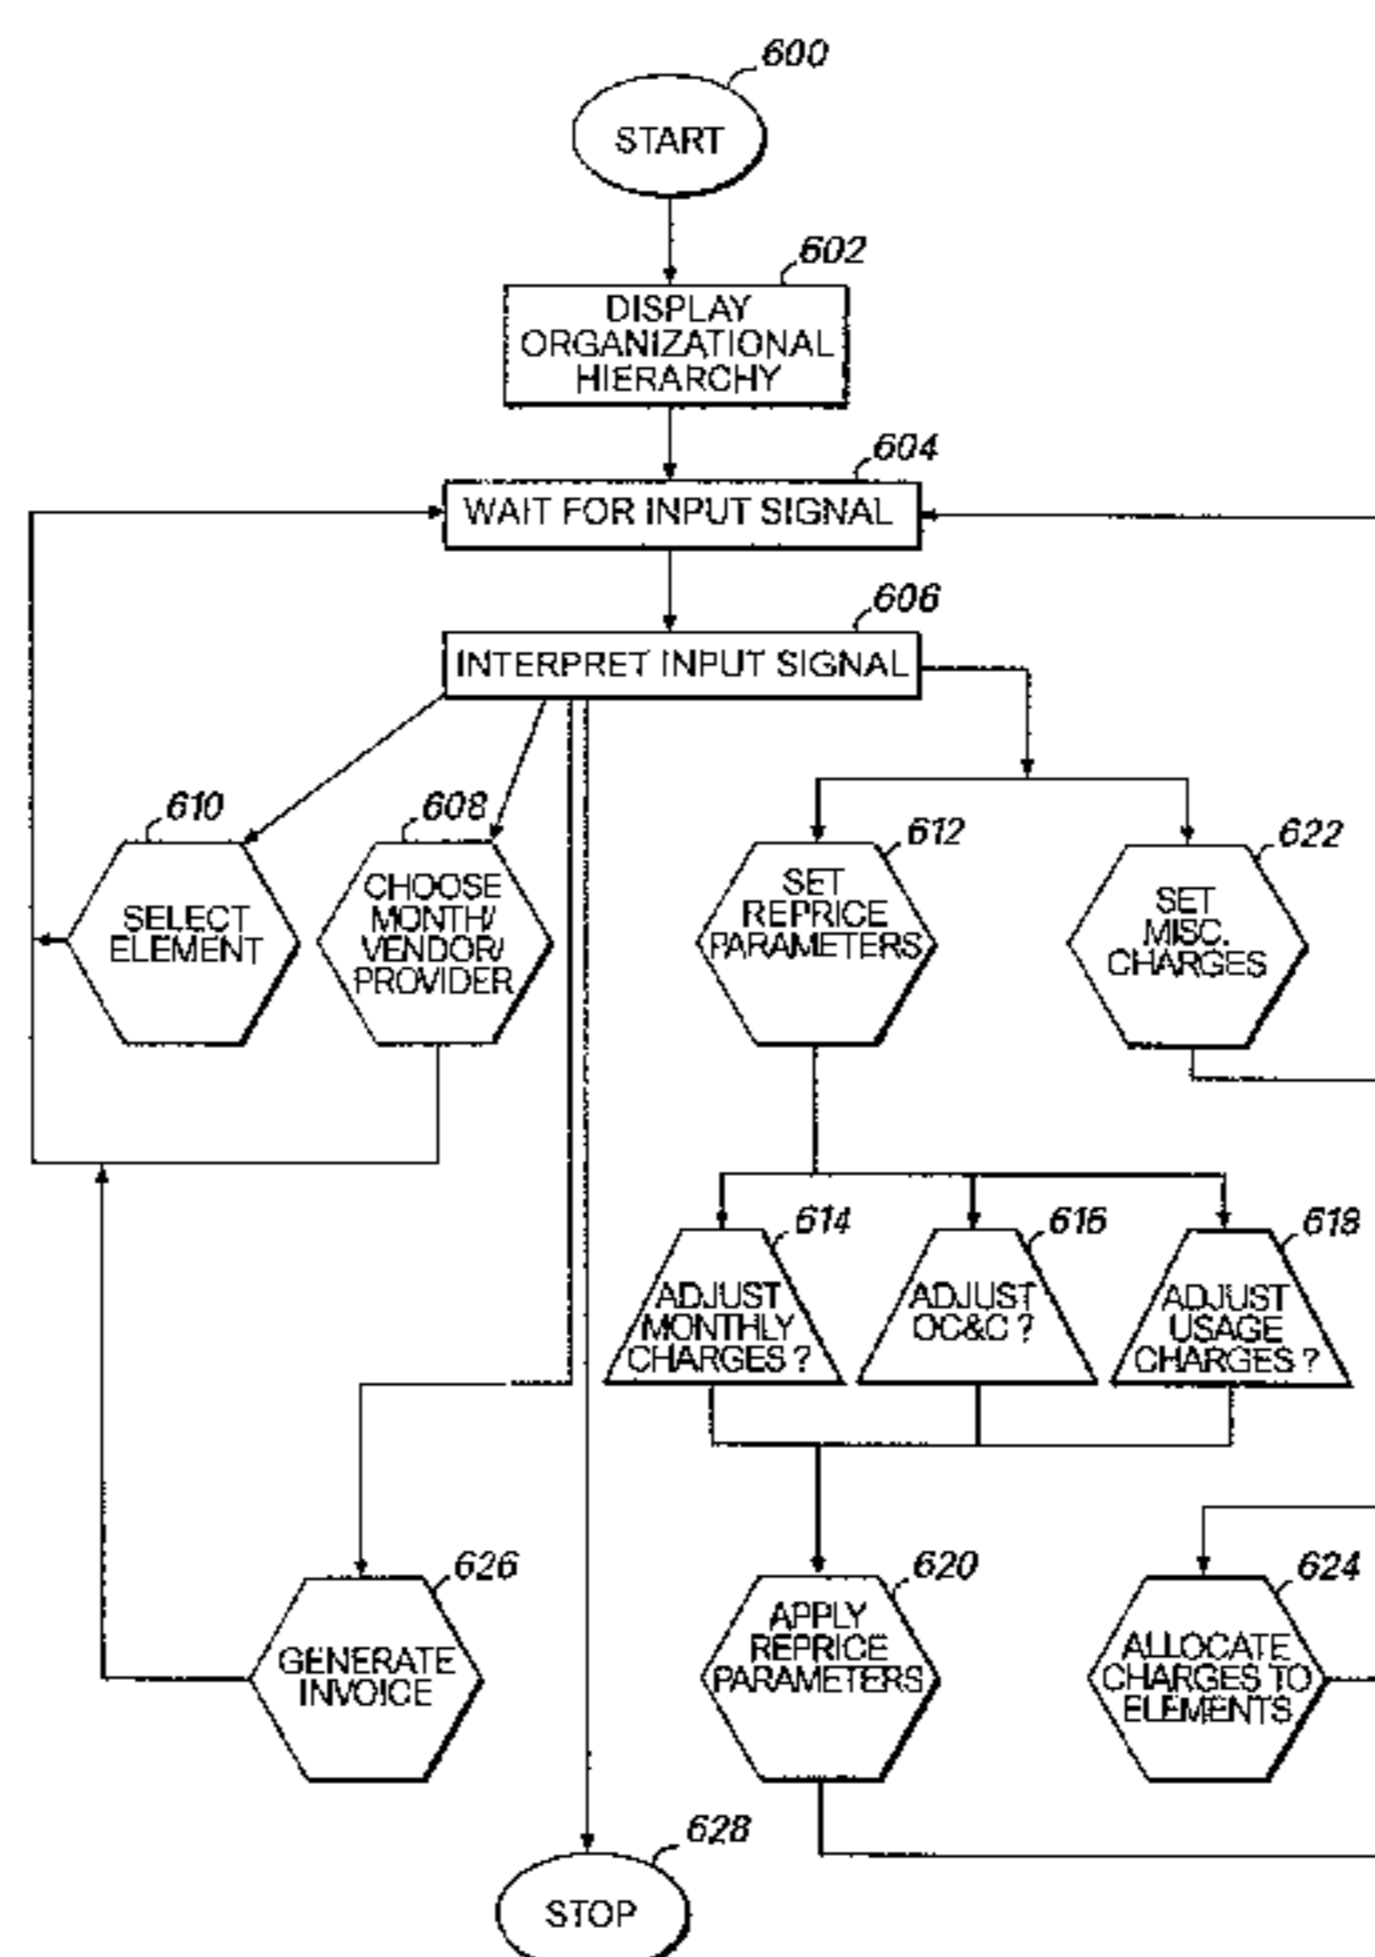 600
START
602
DISPLAY
ORGANIZATIONAL
HIERARCHY
604
WAIT FOR INPUT SIGNAL
606
INTERPRET INPUT SIGNAL
610
SELECT
ELEMENT
608
CHOOSE
MONTH/
VENDOR/
PROVIDER
612
SET
REPRICE
PARAMETERS
622
SET
MISC.
CHARGES
614
ADJUST
MONTHLY
CHARGES ?
616
ADJUST
OC&C ?
618
ADJUST
USAGE
CHARGES ?
626
GENERATE
INVOICE
620
APPLY
REPRICE
PARAMETERS
624
ALLOCATE
CHARGES TO
ELEMENTS
628
STOP